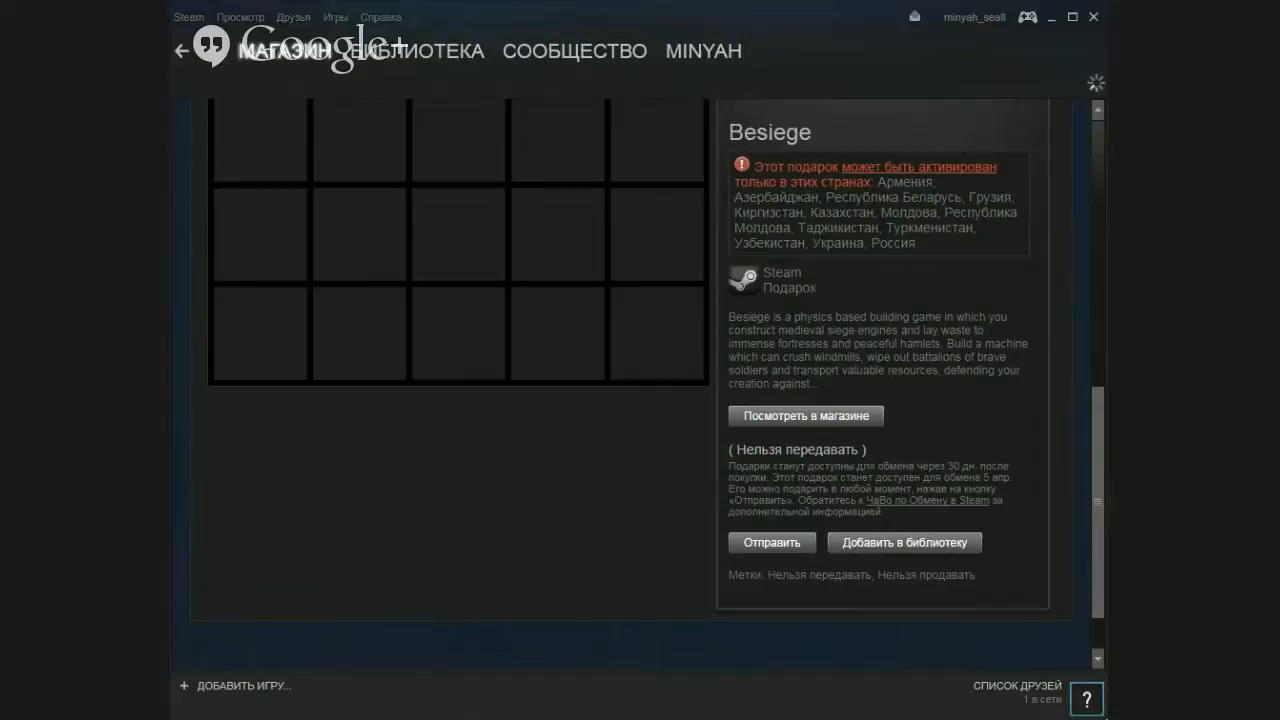 Steam Просмотр Друзья Игры Справка
minyah_seall
Google+
МАГАЗИН БИБЛИОТЕКА СООБЩЕСТВО MINYAH
Besiege
Этот подарок может быть активирован
только в этих странах: Армения,
Азербайджан, Республика Беларусь, Грузия,
Киргизстан, Казахстан, Молдова, Республика
Молдова, Таджикистан, Туркменистан,
Узбекистан, Украина, Россия
Steam
Подарок
Besiege is a physics based building game in which you
construct medieval siege engines and lay waste to
immense fortresses and peaceful hamlets. Build a machine
which can crush windmills, wipe out battalions of brave
soldiers and transport valuable resources, defending your
creation against...
Посмотреть в магазине
( Нельзя передавать )
Подарки станут доступны для обмена через 30 дн. после
покупки. Этот подарок станет доступен для обмена 5 апр.
Его можно подарить в любой момент, нажав на кнопку
«Отправить». Обратитесь к ЧаВо по Обмену в Steam за
дополнительной информацией.
Отправить Добавить в библиотеку
Метки: Нельзя передавать, Нельзя продавать
+ ДОБАВИТЬ ИГРУ...
СПИСОК ДРУЗЕЙ
1 в сети
?